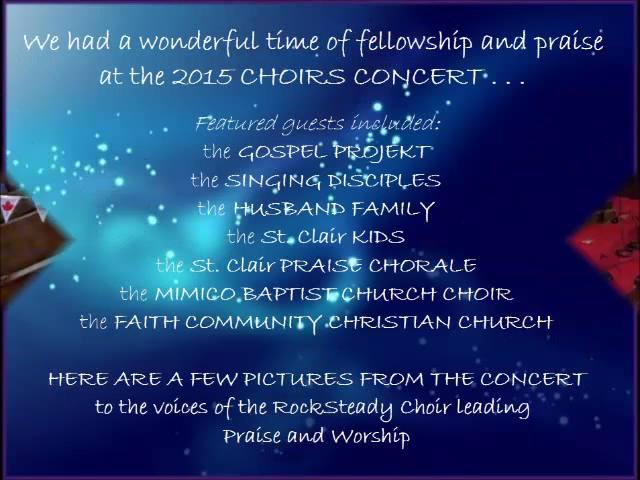 We had a wonderful time of fellowship and praise
at the 2015 CHOIRS CONCERT . . .
Featured guests included:
the GOSPEL PROJEKT
the SINGING DISCIPLES
the HUSBAND FAMILY
the St. Clair KIDS
the St. Clair PRAISE CHORALE
the MIMICO BAPTIST CHURCH CHOIR
the FAITH COMMUNITY CHRISTIAN CHURCH
HERE ARE A FEW PICTURES FROM THE CONCERT
to the voices of the RockSteady Choir leading
Praise and Worship